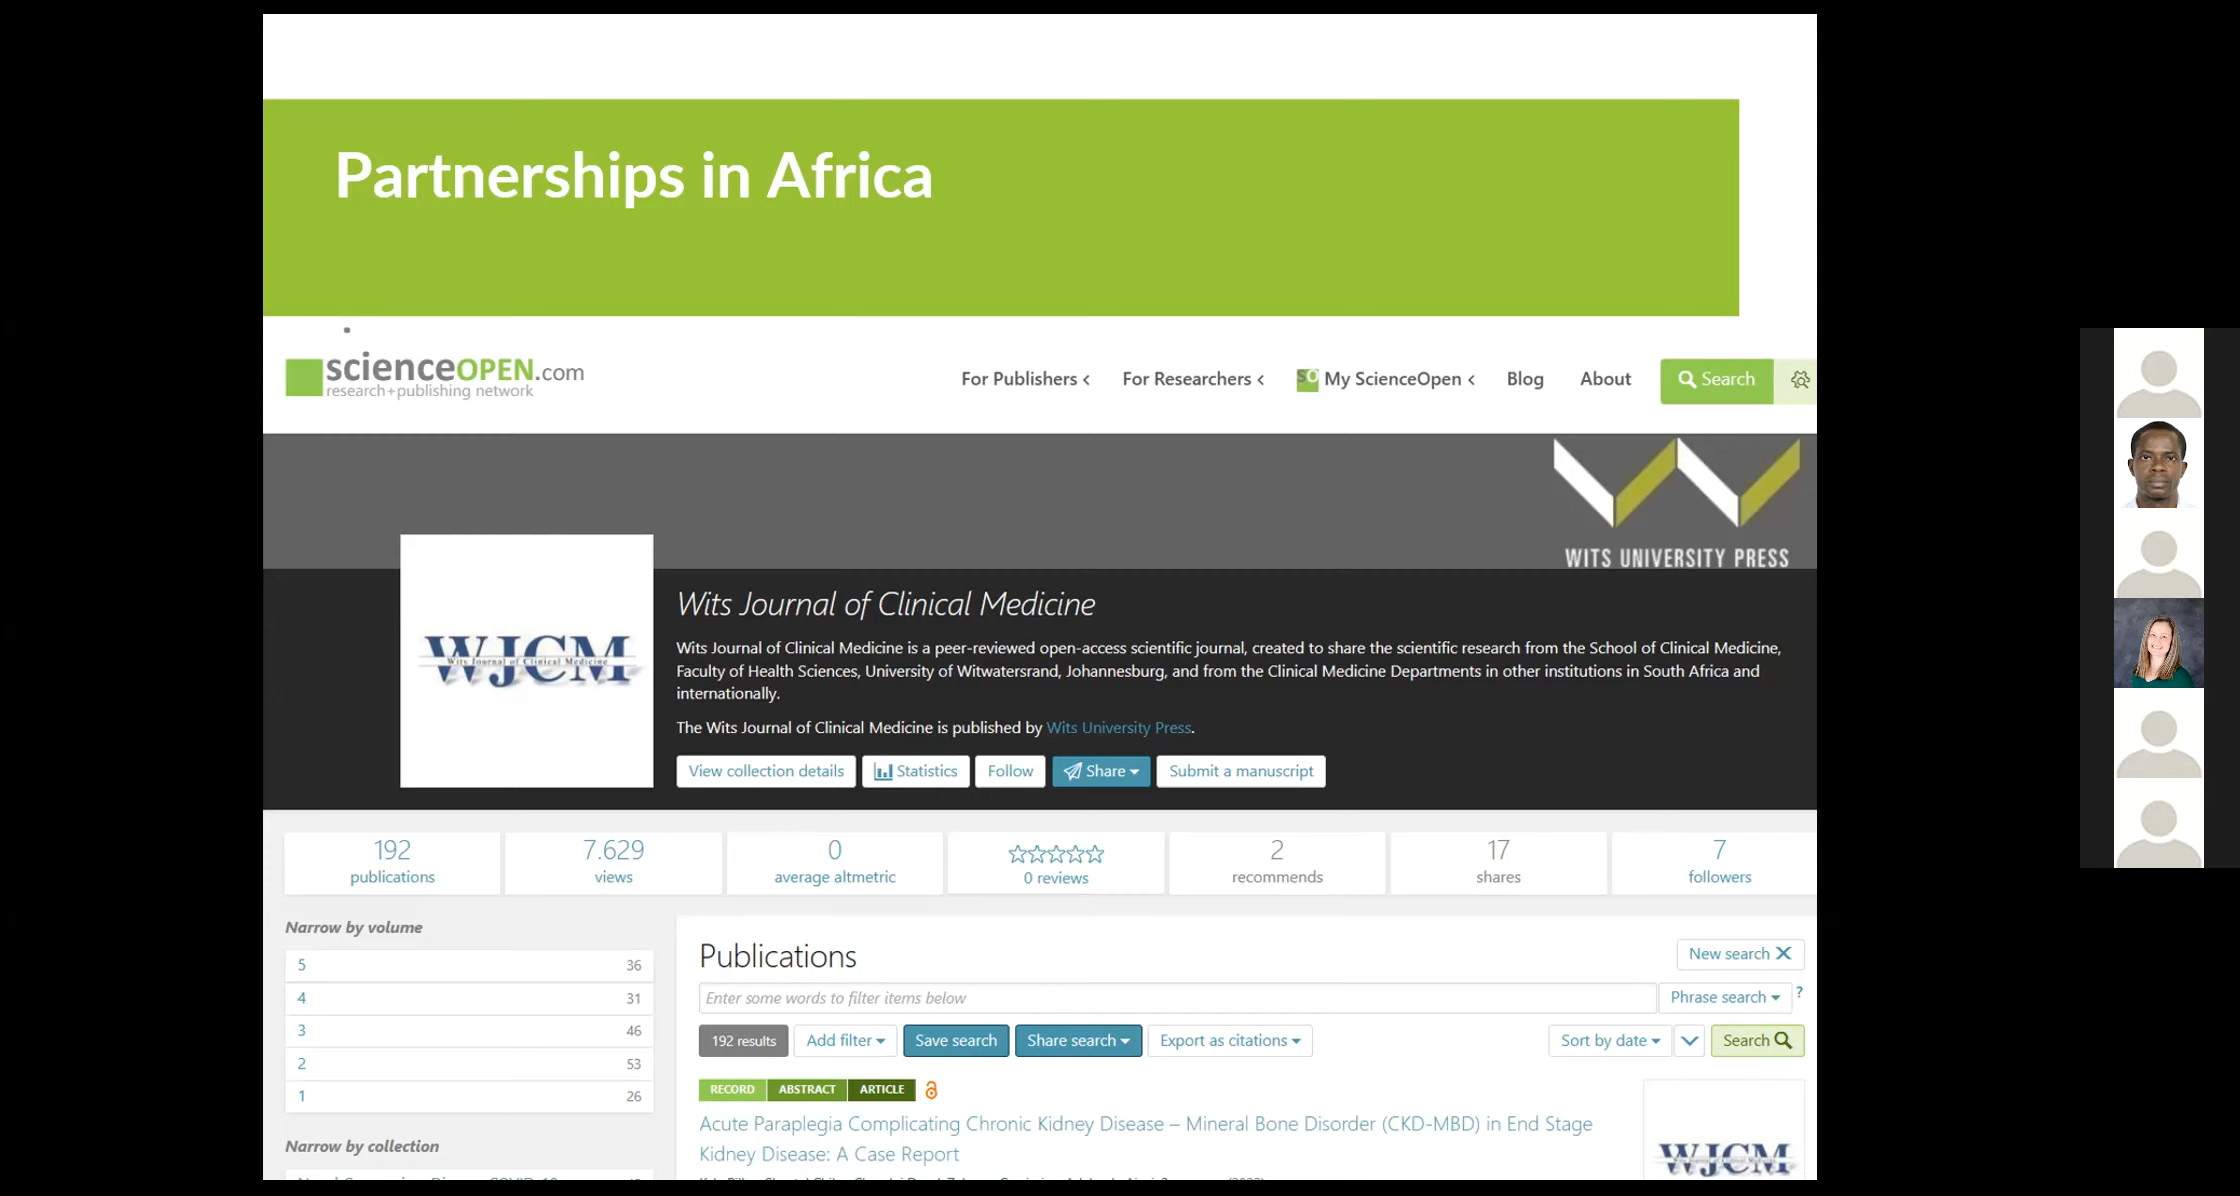 Partnerships in Africa
scienceOPEN.com
research+publishing network
For Publishers <
For Researchers <
SO
My ScienceOpen <
Blog
About
Search
WITS UNIVERSITY PRESS
WJCM
Wits Journal of Clinical Medicine
Wits Journal of Clinical Medicine
Wits Journal of Clinical Medicine is a peer-reviewed open-access scientific journal, created to share the scientific research from the School of Clinical Medicine,
Faculty of Health Sciences, University of Witwatersrand, Johannesburg, and from the Clinical Medicine Departments in other institutions in South Africa and
internationally.
The Wits Journal of Clinical Medicine is published by Wits University Press.
View collection details
Statistics
Follow
Share
Submit a manuscript
192
publications
7.629
views
0
average altmetric
0 reviews
2
recommends
17
shares
7
followers
Narrow by volume
5 36
4 31
3 46
2 53
1 26
Narrow by collection
Publications
New search X
Enter some words to filter items below
Phrase search
?
192 results
Add filter
Save search
Share search
Export as citations
Sort by date
Search
RECORD ABSTRACT ARTICLE
Acute Paraplegia Complicating Chronic Kidney Disease – Mineral Bone Disorder (CKD-MBD) in End Stage
Kidney Disease: A Case Report
WJCM